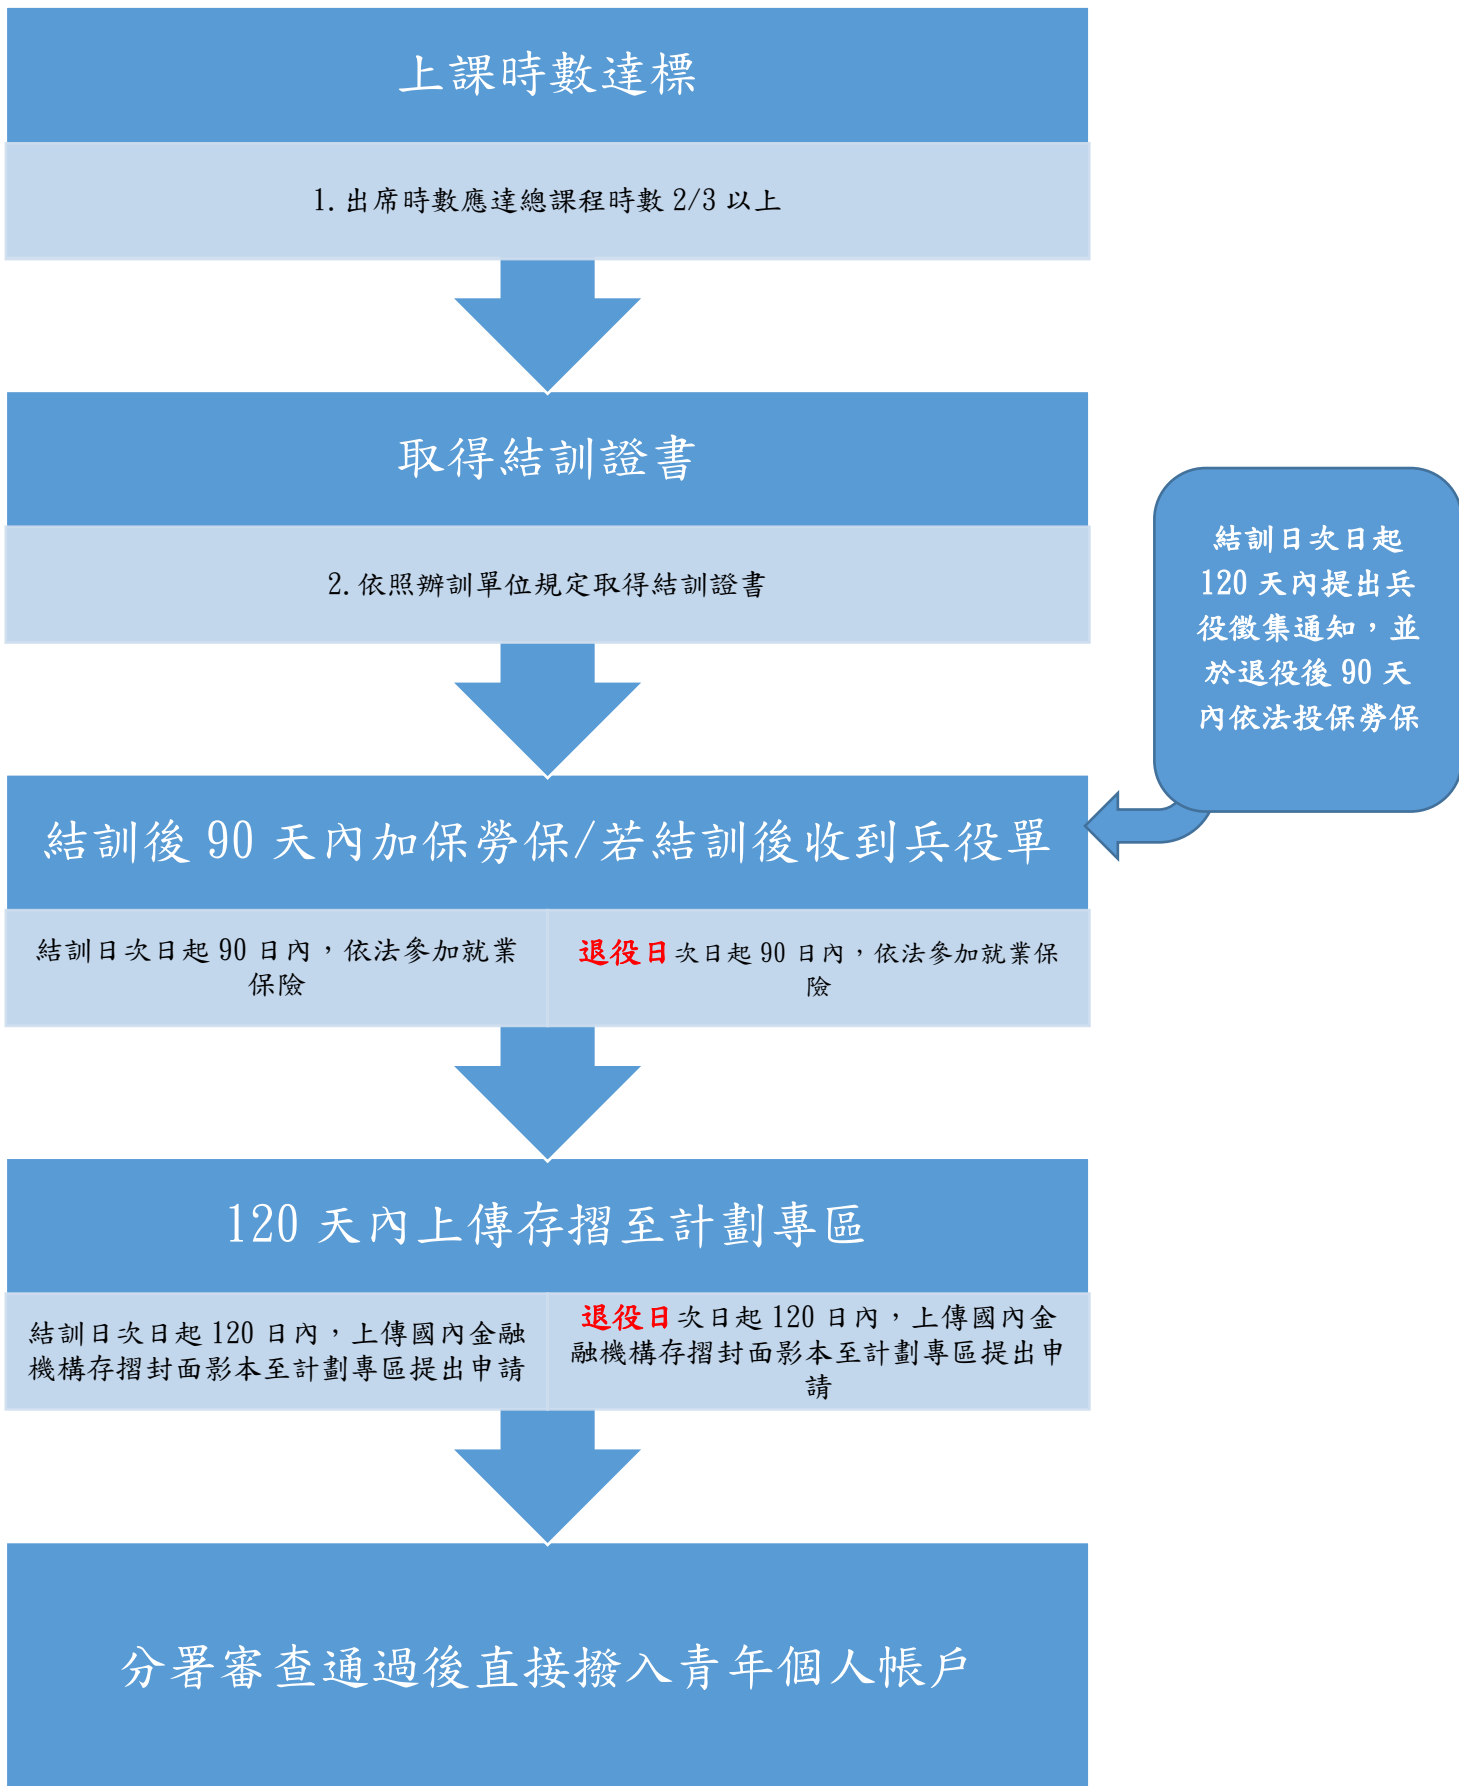 上課時數達標
1.出席時數應達總課程時數 2/3 以上
取得結訓證書
2.依照辦訓單位規定取得結訓證書
結訓日次日起
120 天內提出兵
役徵集通知，並
於退役後 90 天
內依法投保勞保
結訓後 90 天內加保勞保/若結訓後收到兵役單
結訓日次日起 90 日內，依法參加就業
保險
退役日次日起 90 日內，依法參加就業保
險
120 天內上傳存摺至計劃專區
結訓日次日起 120 日內，上傳國內金融
機構存摺封面影本至計劃專區提出申請
退役日次日起 120 日內，上傳國內金
融機構存摺封面影本至計劃專區提出申
請
分署審查通過後直接撥入青年個人帳戶